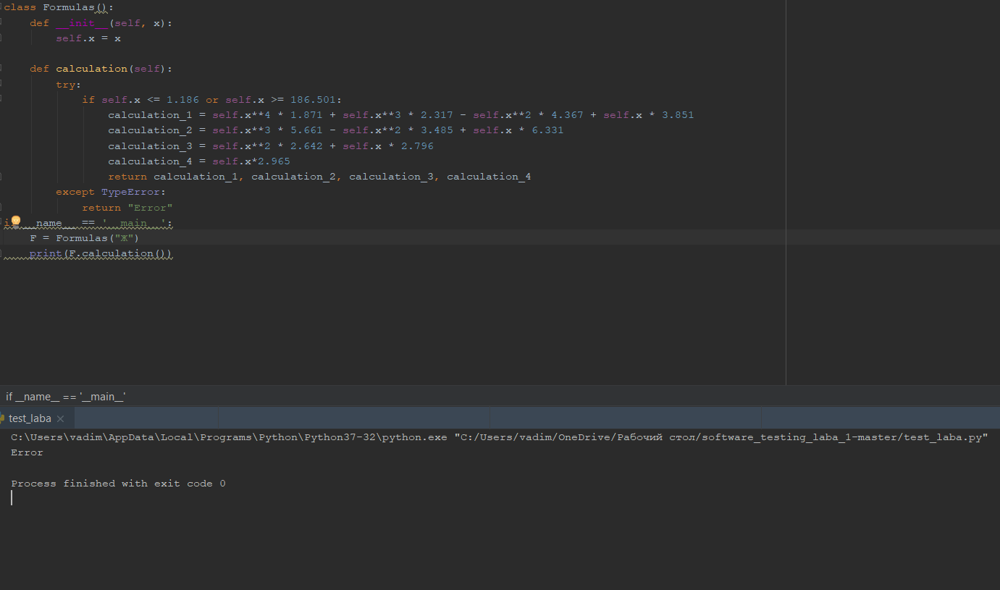 class Formulas():
    def __init__(self, x):
        self.x = x
    def calculation(self):
        try:
            if self.x <= 1.186 or self.x >= 186.501:
                calculation_1 = self.x**4 * 1.871 + self.x**3 * 2.317 - self.x**2 * 4.367 + self.x * 3.851
                calculation_2 = self.x**3 * 5.661 - self.x**2 * 3.485 + self.x * 6.331
                calculation_3 = self.x**2 * 2.642 + self.x * 2.796
                calculation_4 = self.x*2.965
                return calculation_1, calculation_2, calculation_3, calculation_4
        except TypeError:
            return "Error"
i __name__ == '__main__':
    F = Formulas("Ж")
    print(F.calculation())
if __name__ == '__main__'
test_laba
C:\Users\vadim\AppData\Local\Programs\Python\Python37-32\python.exe "C:/Users/vadim/OneDrive/Рабочий стол/software_testing_laba_1-master/test_laba.py"
Error
Process finished with exit code 0